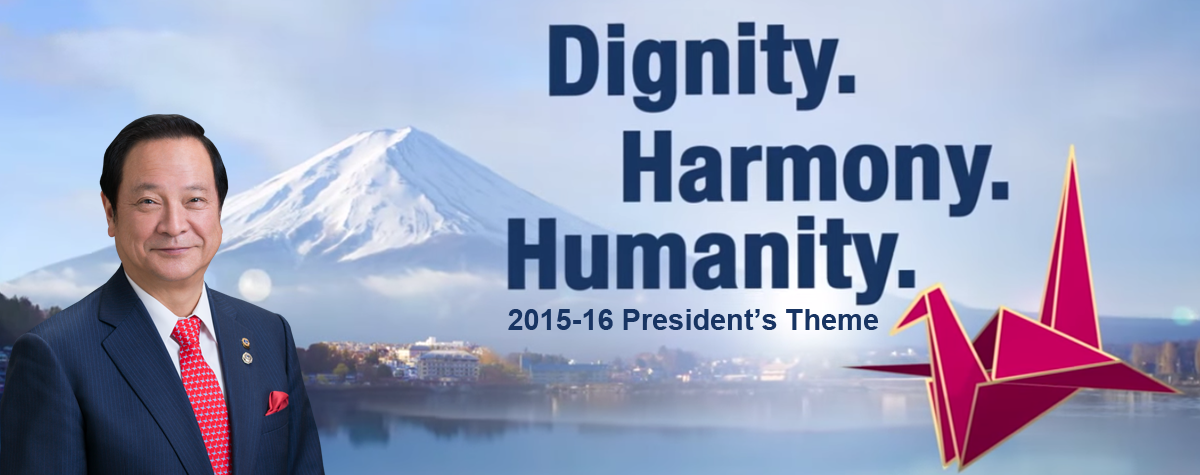 Dignity.
Harmony.
Humanity.
2015-16 President’s Theme